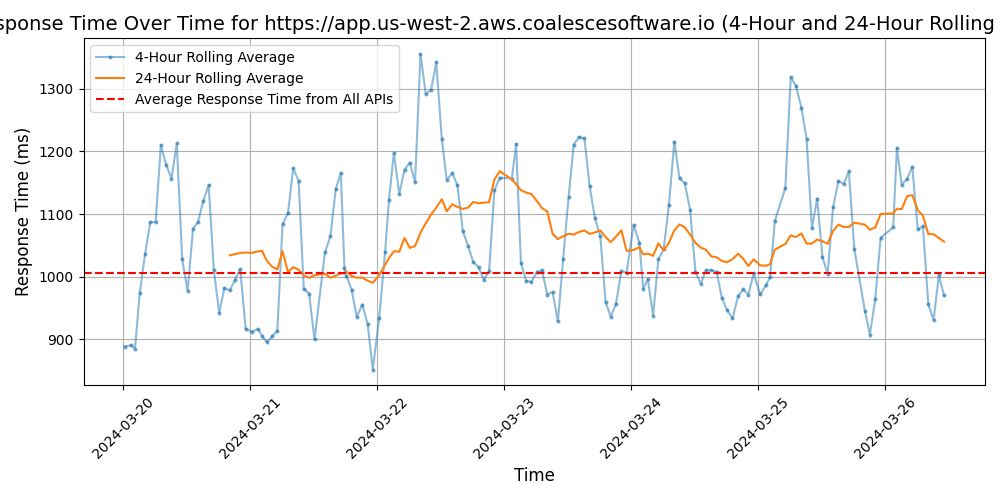 sponse Time Over Time for https://app.us-west-2.aws.coalescesoftware.io (4-Hour and 24-Hour Rolling
4-Hour Rolling Average
24-Hour Rolling Average
Average Response Time from All APIs
Response Time (ms)
1300
1200
1100
1000
900
2024-03-20
2024-03-21
2024-03-22
2024-03-23
2024-03-24
2024-03-25
2024-03-26
Time